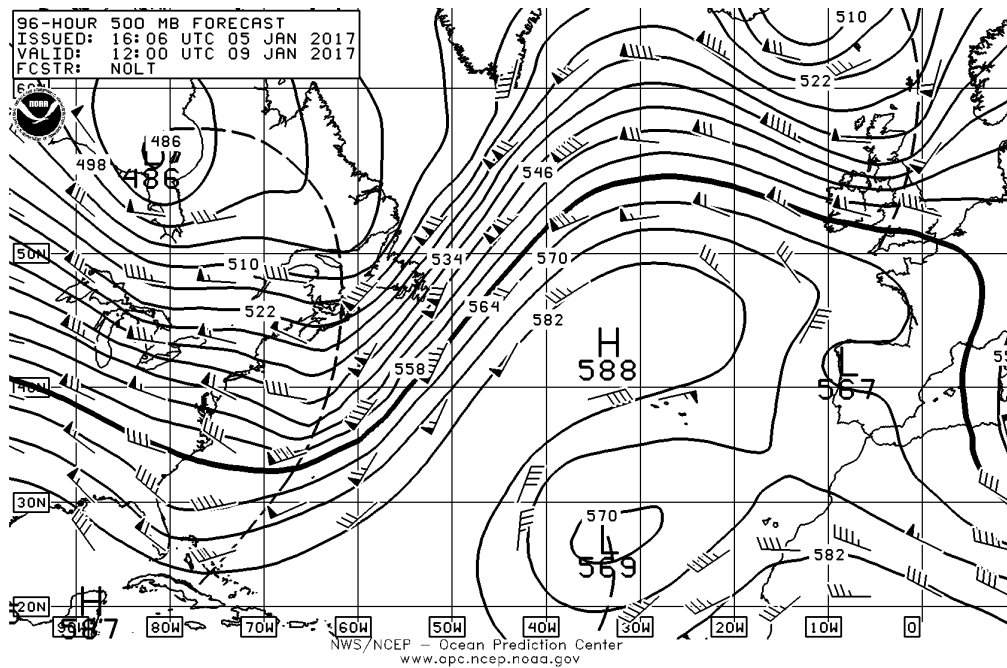 96-HOUR 500 MB FORECAST
ISSUED: 16:06 UTC 05 JAN 2017
VALID: 12:00 UTC 09 JAN 2017
FCSTR: NOLT
510
522
60N
NOAA
486
L
486
498
546
50N
510
534
570
522
564
582
H
588
558
L
567
40N
30N
570
L
569
582
H
587
20N
90W
80W
70W
60W
50W
40W
30W
20W
10W
0
NWS/NCEP – Ocean Prediction Center
www.opc.ncep.noaa.gov